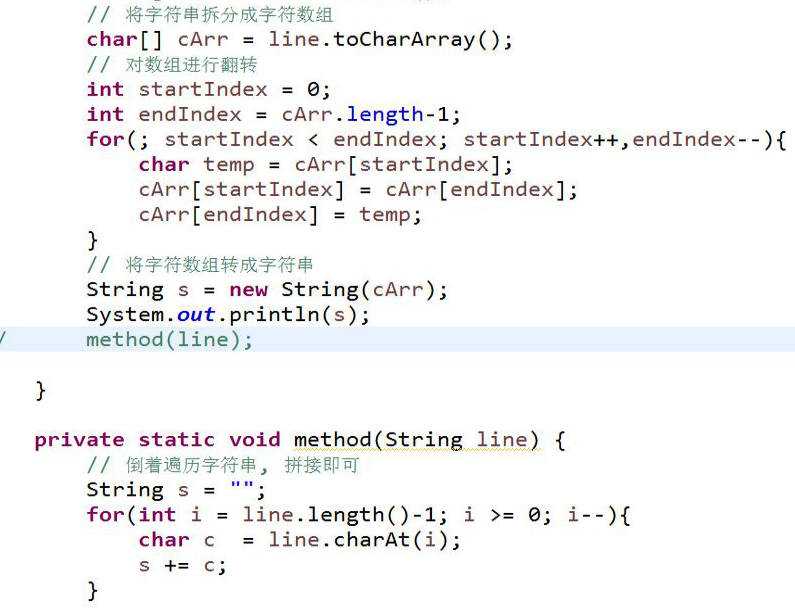 // 将字符串拆分成字符数组
char[] cArr = line.toCharArray();
// 对数组进行翻转
int startIndex = 0;
int endIndex = cArr.length-1;
for(; startIndex < endIndex; startIndex++,endIndex--){
char temp = cArr[startIndex];
cArr[startIndex] = cArr[endIndex];
cArr[endIndex] = temp;
}
// 将字符数组转成字符串
String s = new String(cArr);
System.out.println(s);
/ method(line);
}
private static void method(String line) {
// 倒着遍历字符串, 拼接即可
String s = "";
for(int i = line.length()-1; i >= 0; i--){
char c  = line.charAt(i);
s += c;
}